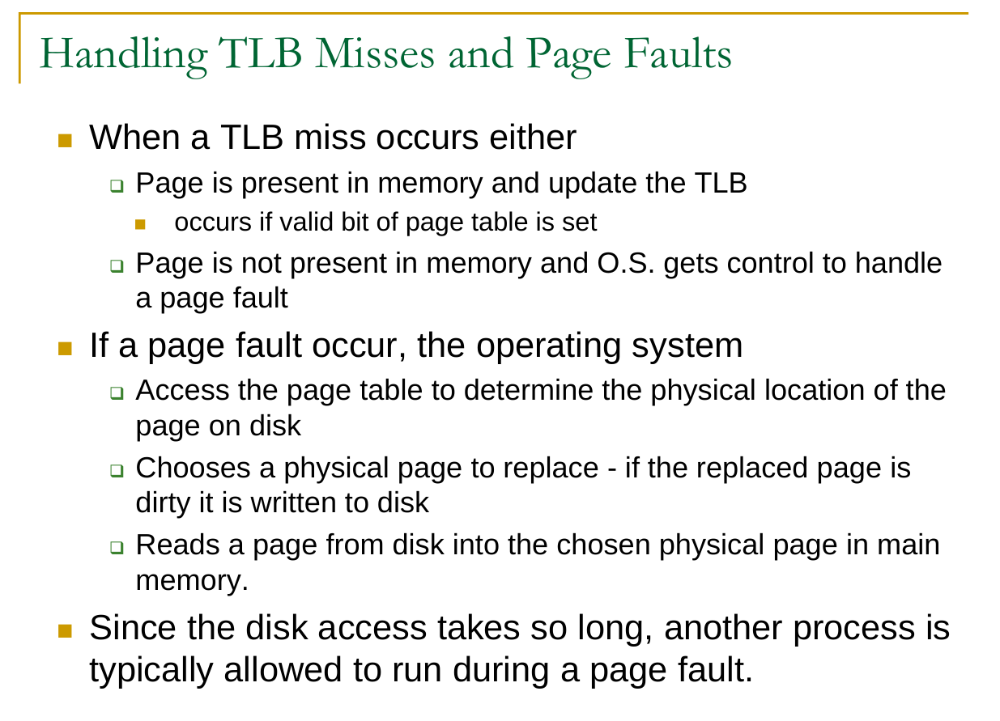 Handling TLB Misses and Page Faults
When a TLB miss occurs either
Page is present in memory and update the TLB
occurs if valid bit of page table is set
Page is not present in memory and O.S. gets control to handle
a page fault
If a page fault occur, the operating system
Access the page table to determine the physical location of the
page on disk
Chooses a physical page to replace - if the replaced page is
dirty it is written to disk
Reads a page from disk into the chosen physical page in main
memory.
Since the disk access takes so long, another process is
typically allowed to run during a page fault.